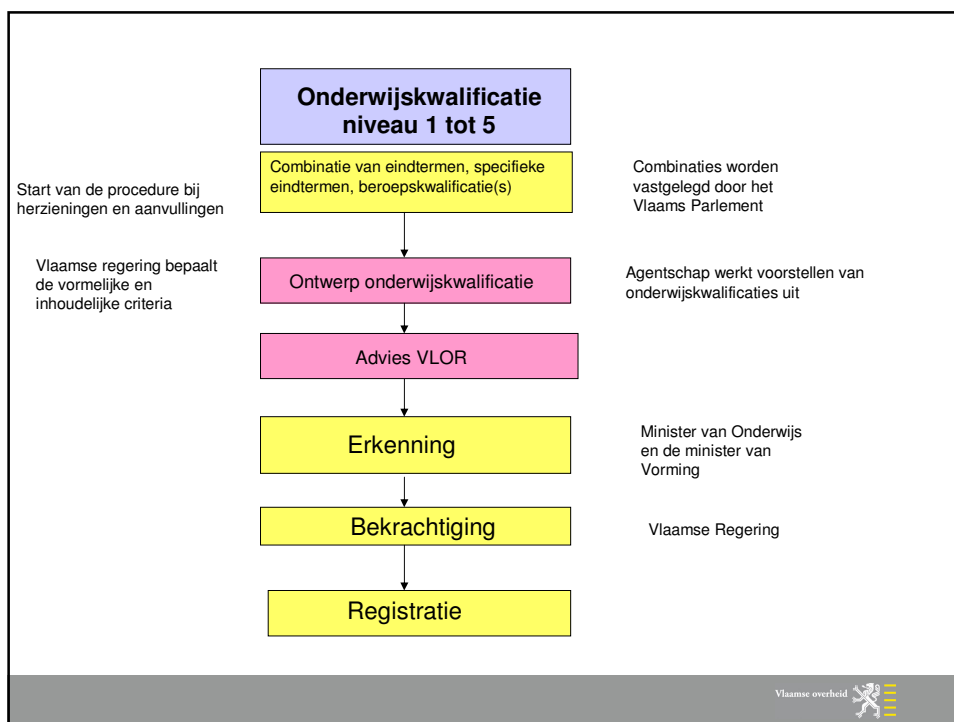 Onderwijskwalificatie
niveau 1 tot 5
Combinatie van eindtermen, specifieke
eindtermen, beroepskwalificatie(s)
Start van de procedure bij
herzieningen en aanvullingen
Combinaties worden
vastgelegd door het
Vlaams Parlement
Vlaamse regering bepaalt
de vormelijke en
inhoudelijke criteria
Ontwerp onderwijskwalificatie
Agentschap werkt voorstellen van
onderwijskwalificaties uit
Advies VLOR
Erkenning
Minister van Onderwijs
en de minister van
Vorming
Bekrachtiging
Vlaamse Regering
Registratie
Vlaamse overheid